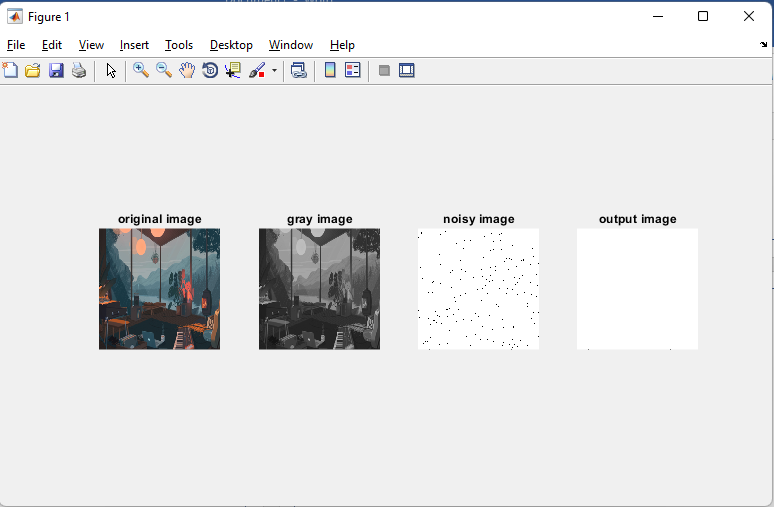 Figure 1
File Edit View Insert Tools Desktop Window Help
original image gray image noisy image output image